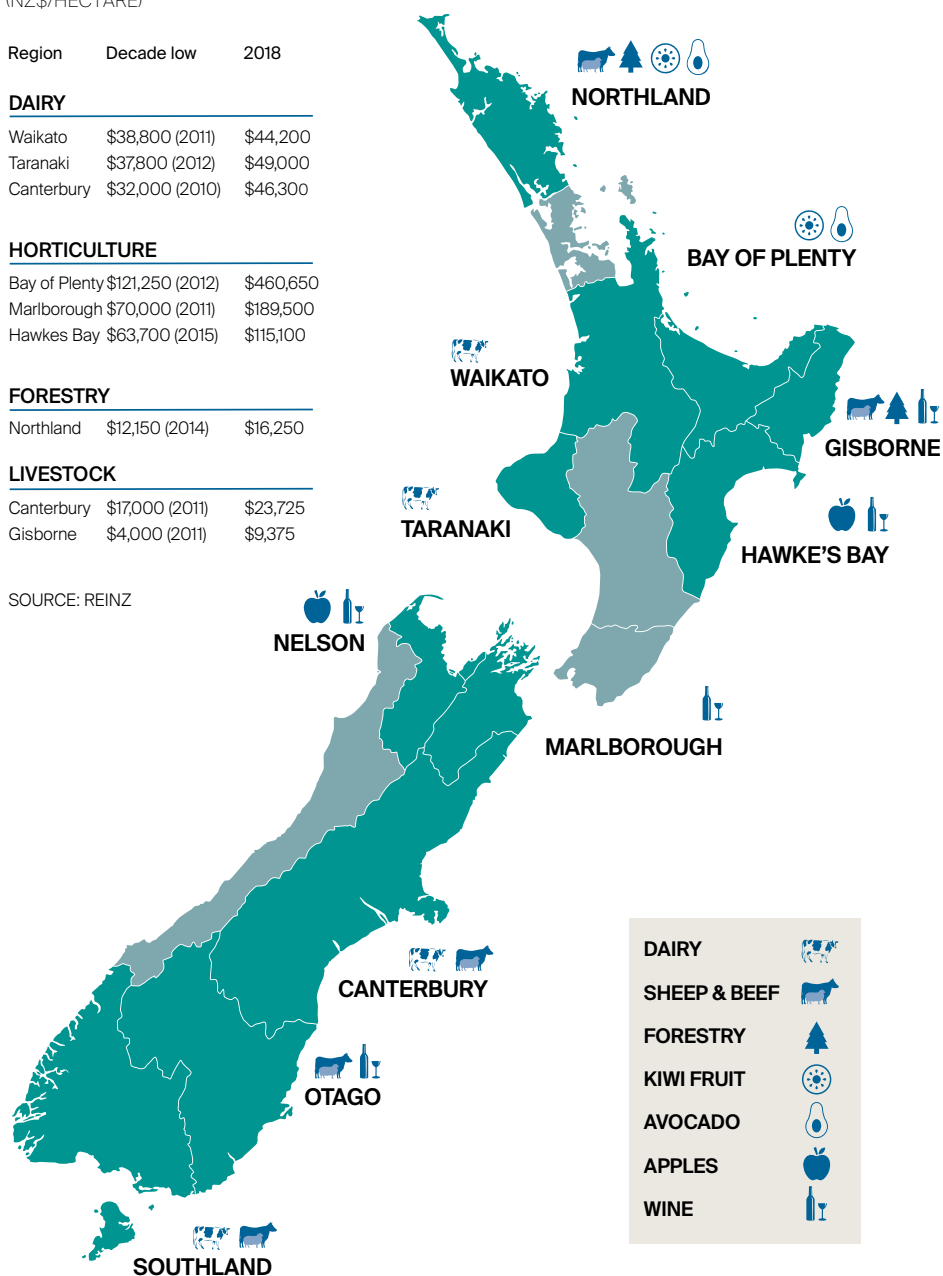 (NZ$/HECTARE)
Region Decade low 2018
DAIRY
Waikato $38,800 (2011) $44,200
Taranaki $37,800 (2012) $49,000
Canterbury $32,000 (2010) $46,300
HORTICULTURE
Bay of Plenty $121,250 (2012) $460,650
Marlborough $70,000 (2011) $189,500
Hawkes Bay $63,700 (2015) $115,100
FORESTRY
Northland $12,150 (2014) $16,250
LIVESTOCK
Canterbury $17,000 (2011) $23,725
Gisborne $4,000 (2011) $9,375
SOURCE: REINZ
NORTHLAND
BAY OF PLENTY
WAIKATO
GISBORNE
TARANAKI
HAWKE'S BAY
NELSON
MARLBOROUGH
CANTERBURY
OTAGO
SOUTHLAND
DAIRY
SHEEP & BEEF
FORESTRY
KIWI FRUIT
AVOCADO
APPLES
WINE